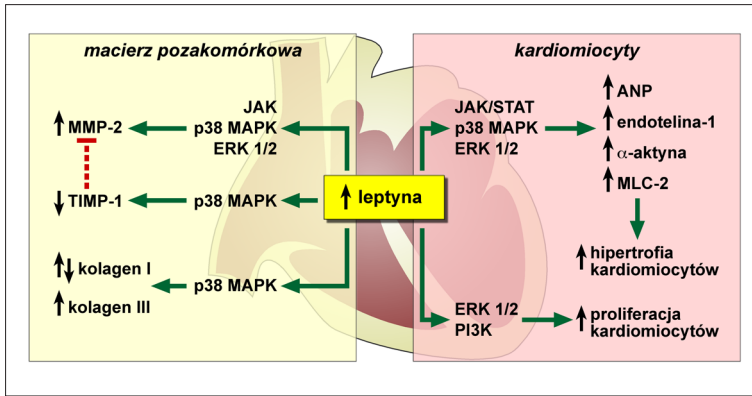 macierz pozakomórkowa
↑ MMP-2
JAK
p38 MAPK
ERK 1/2
↓ TIMP-1
p38 MAPK
↑↓ kolagen I
↑ kolagen III
p38 MAPK
↑ leptyna
kardiomiocyty
JAK/STAT
p38 MAPK
ERK 1/2
↑ ANP
↑ endotelina-1
↑ α-aktyna
↑ MLC-2
↑ hipertrofia
kardiomiocytów
ERK 1/2
PI3K
↑ proliferacja
kardiomiocytów